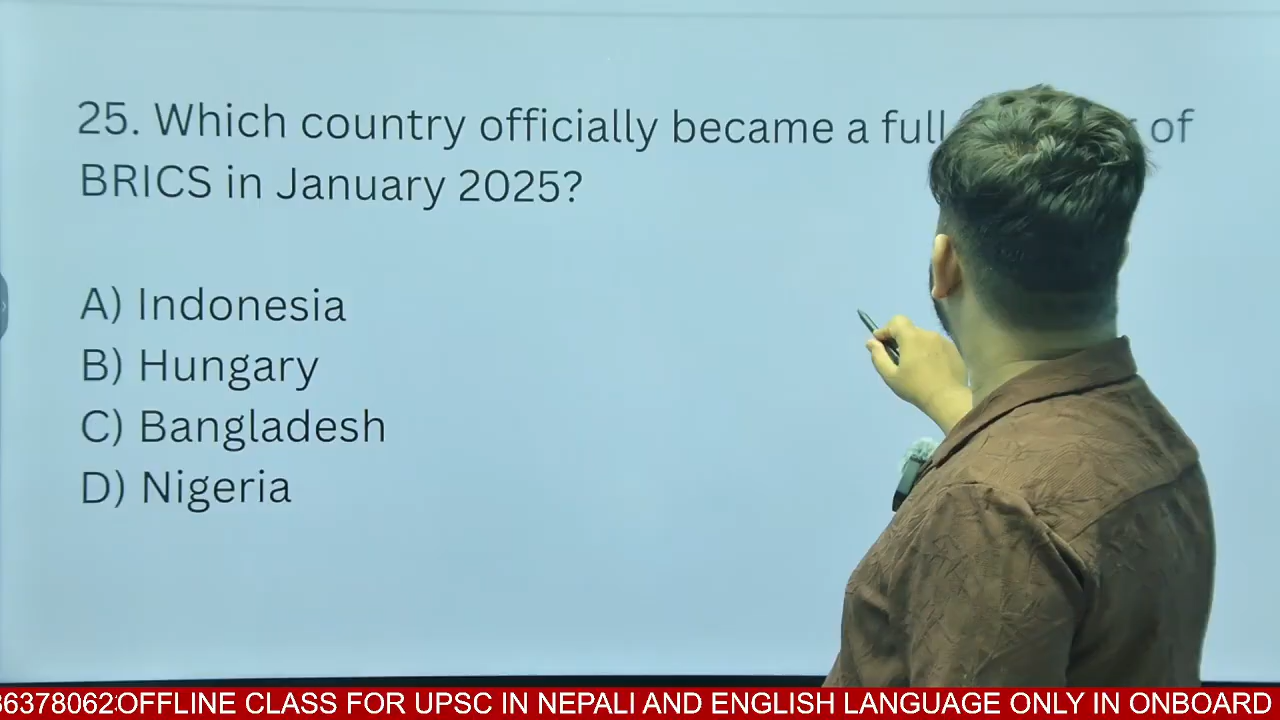 25. Which country officially became a full of
BRICS in January 2025?
A) Indonesia
B) Hungary
C) Bangladesh
D) Nigeria
OFFLINE CLASS FOR UPSC IN NEPALI AND ENGLISH LANGUAGE ONLY IN ONBOARD